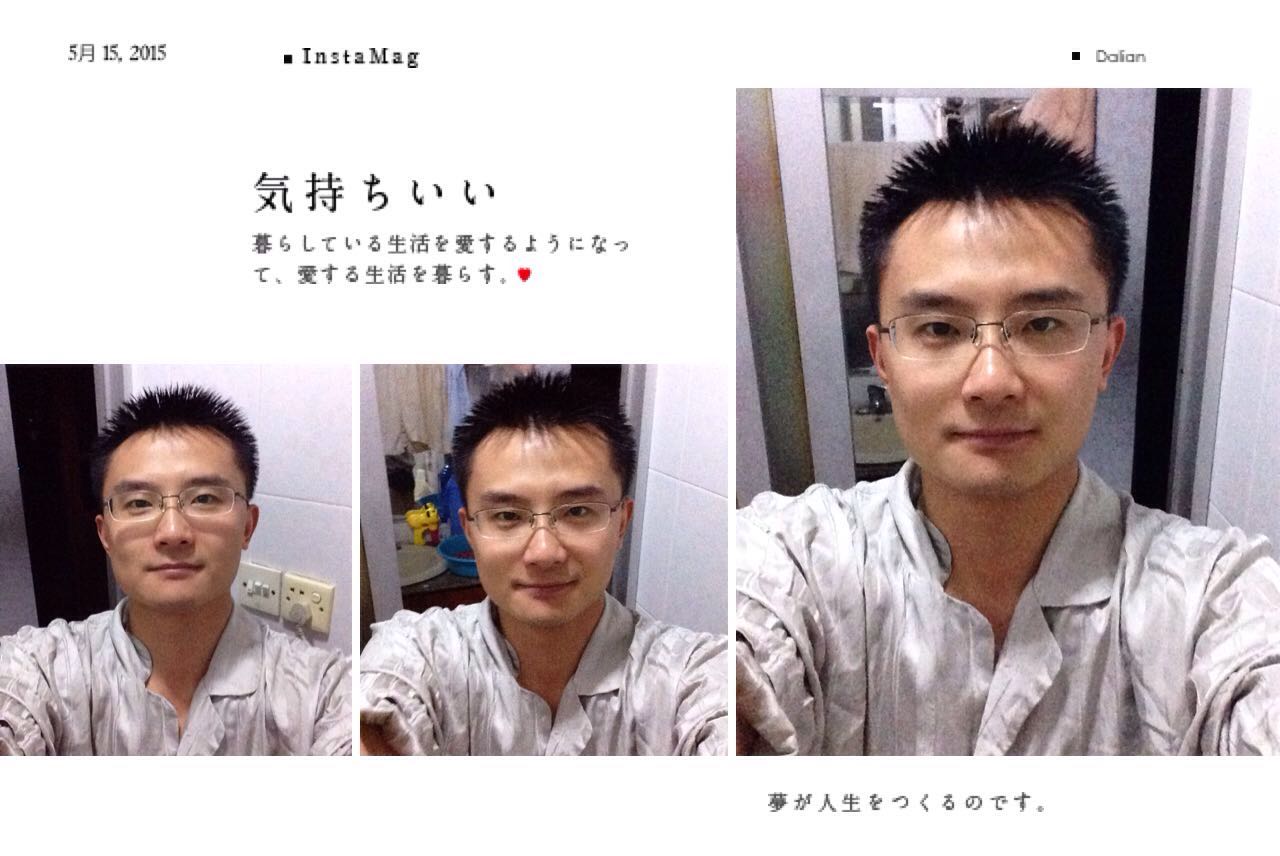 5月 15, 2015
InstaMag
Dalian
気持ちいい
暮らしている生活を愛するようになっ
て、愛する生活を暮らす。
夢が人生をつくるのです。